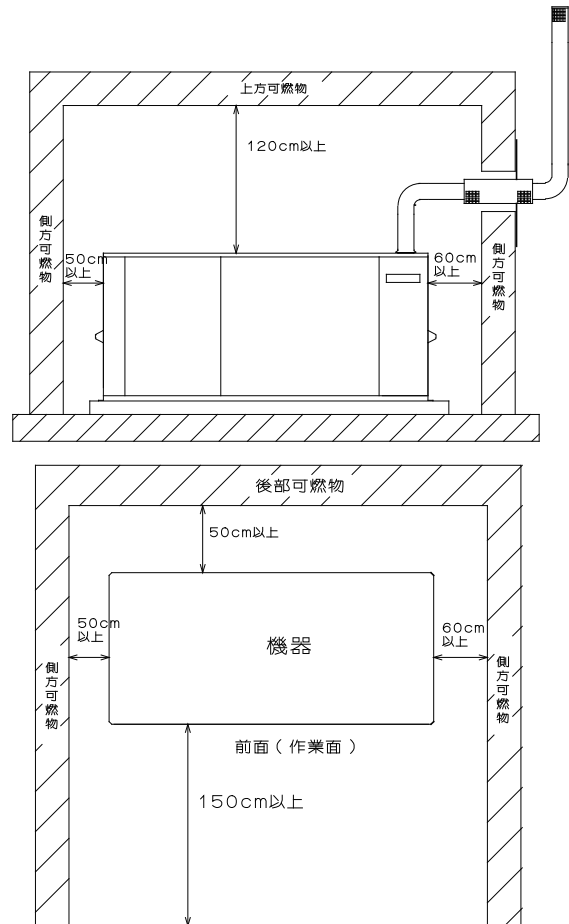 上方可燃物
120cm以上
側方可燃物
50cm
以上
60cm
以上
側方可燃物
後部可燃物
50cm以上
50cm
以上
機器
60cm
以上
側方可燃物
側方可燃物
前面(作業面)
150cm以上